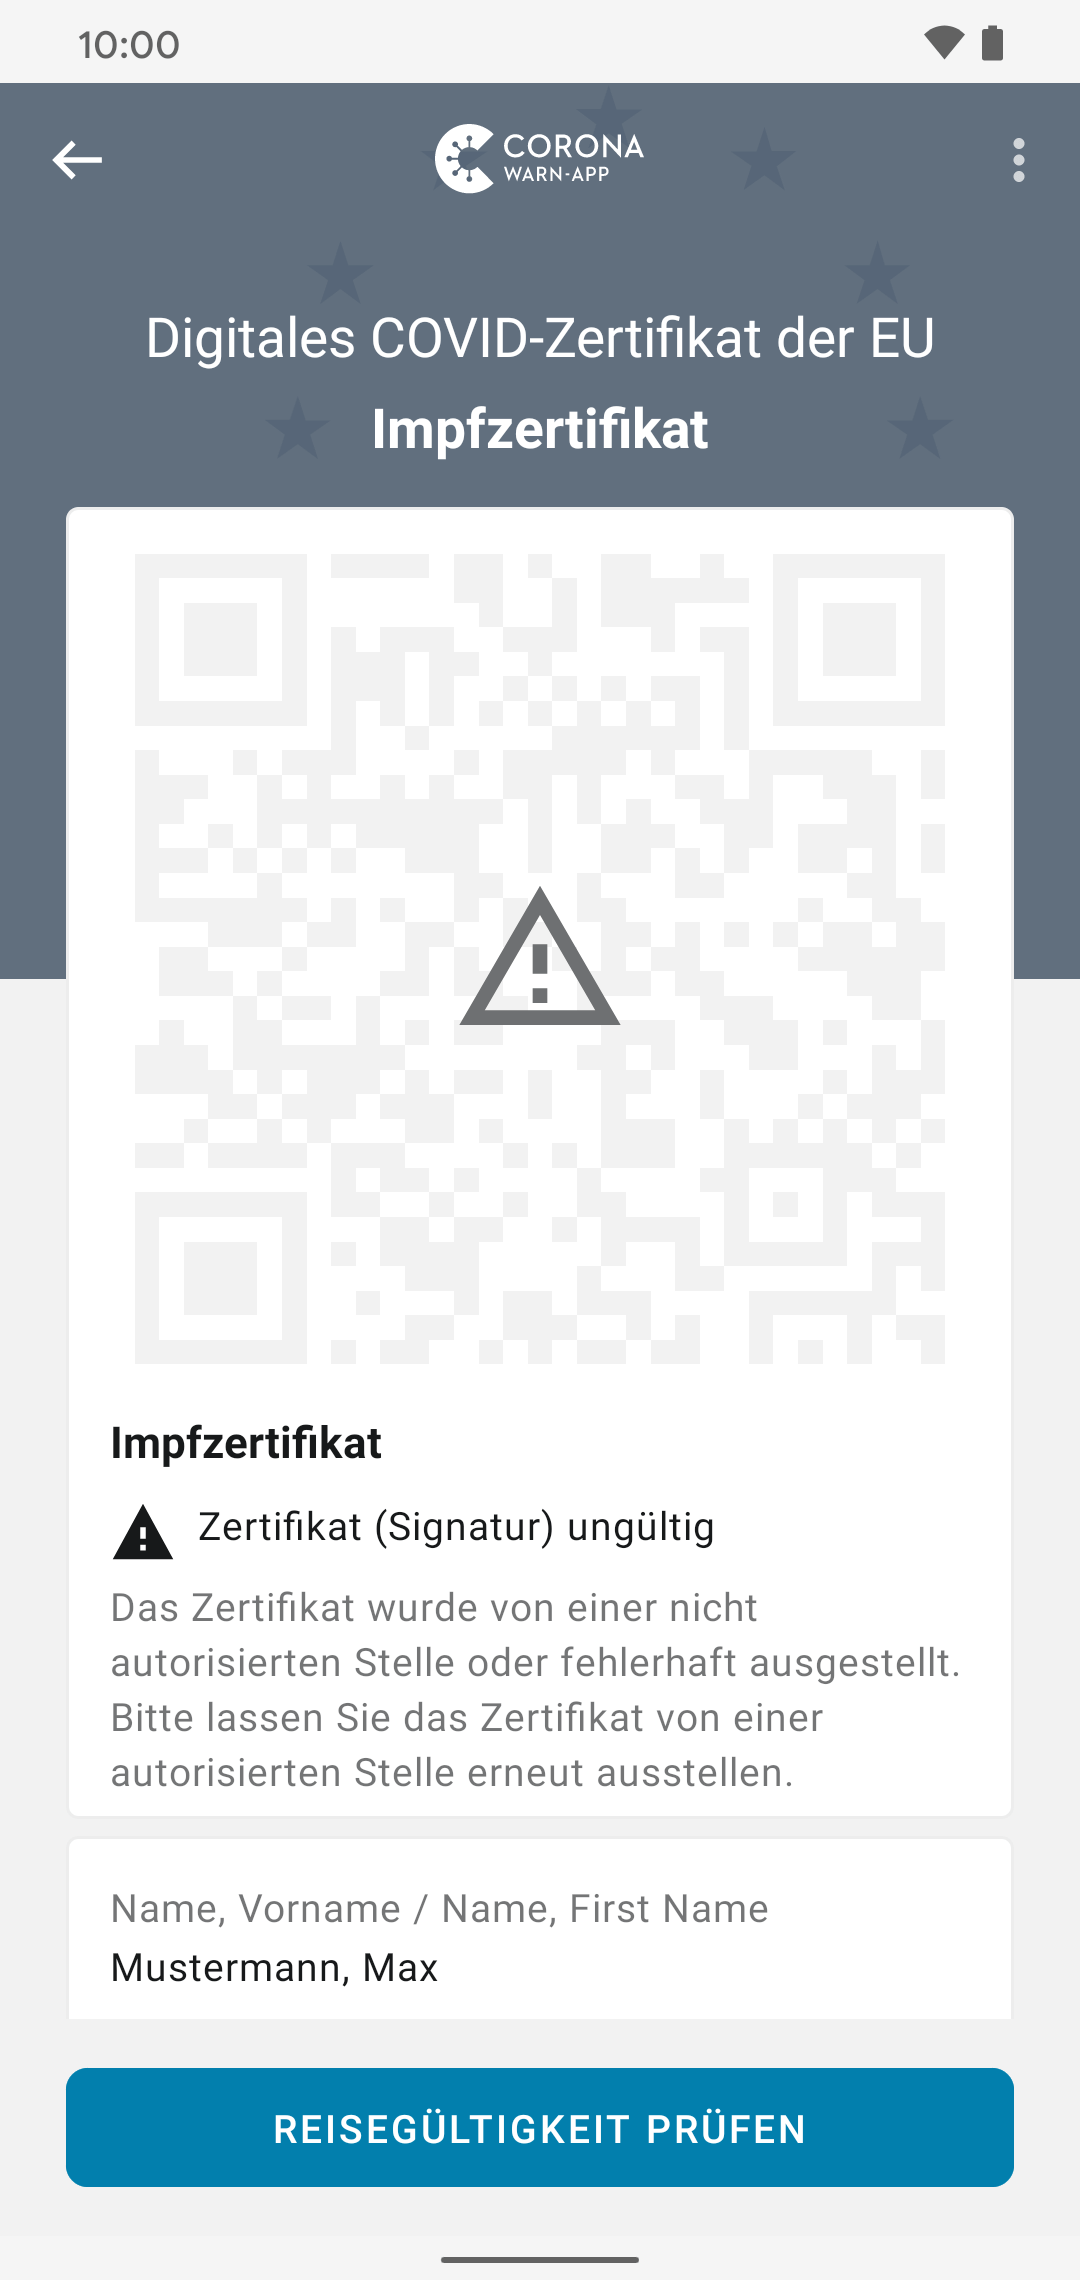 10:00
CORONA
WARN-APP
Digitales COVID-Zertifikat der EU
Impfzertifikat
Impfzertifikat
Zertifikat (Signatur) ungültig
Das Zertifikat wurde von einer nicht
autorisierten Stelle oder fehlerhaft ausgestellt.
Bitte lassen Sie das Zertifikat von einer
autorisierten Stelle erneut ausstellen.
Name, Vorname / Name, First Name
Mustermann, Max
REISEGÜLTIGKEIT PRÜFEN